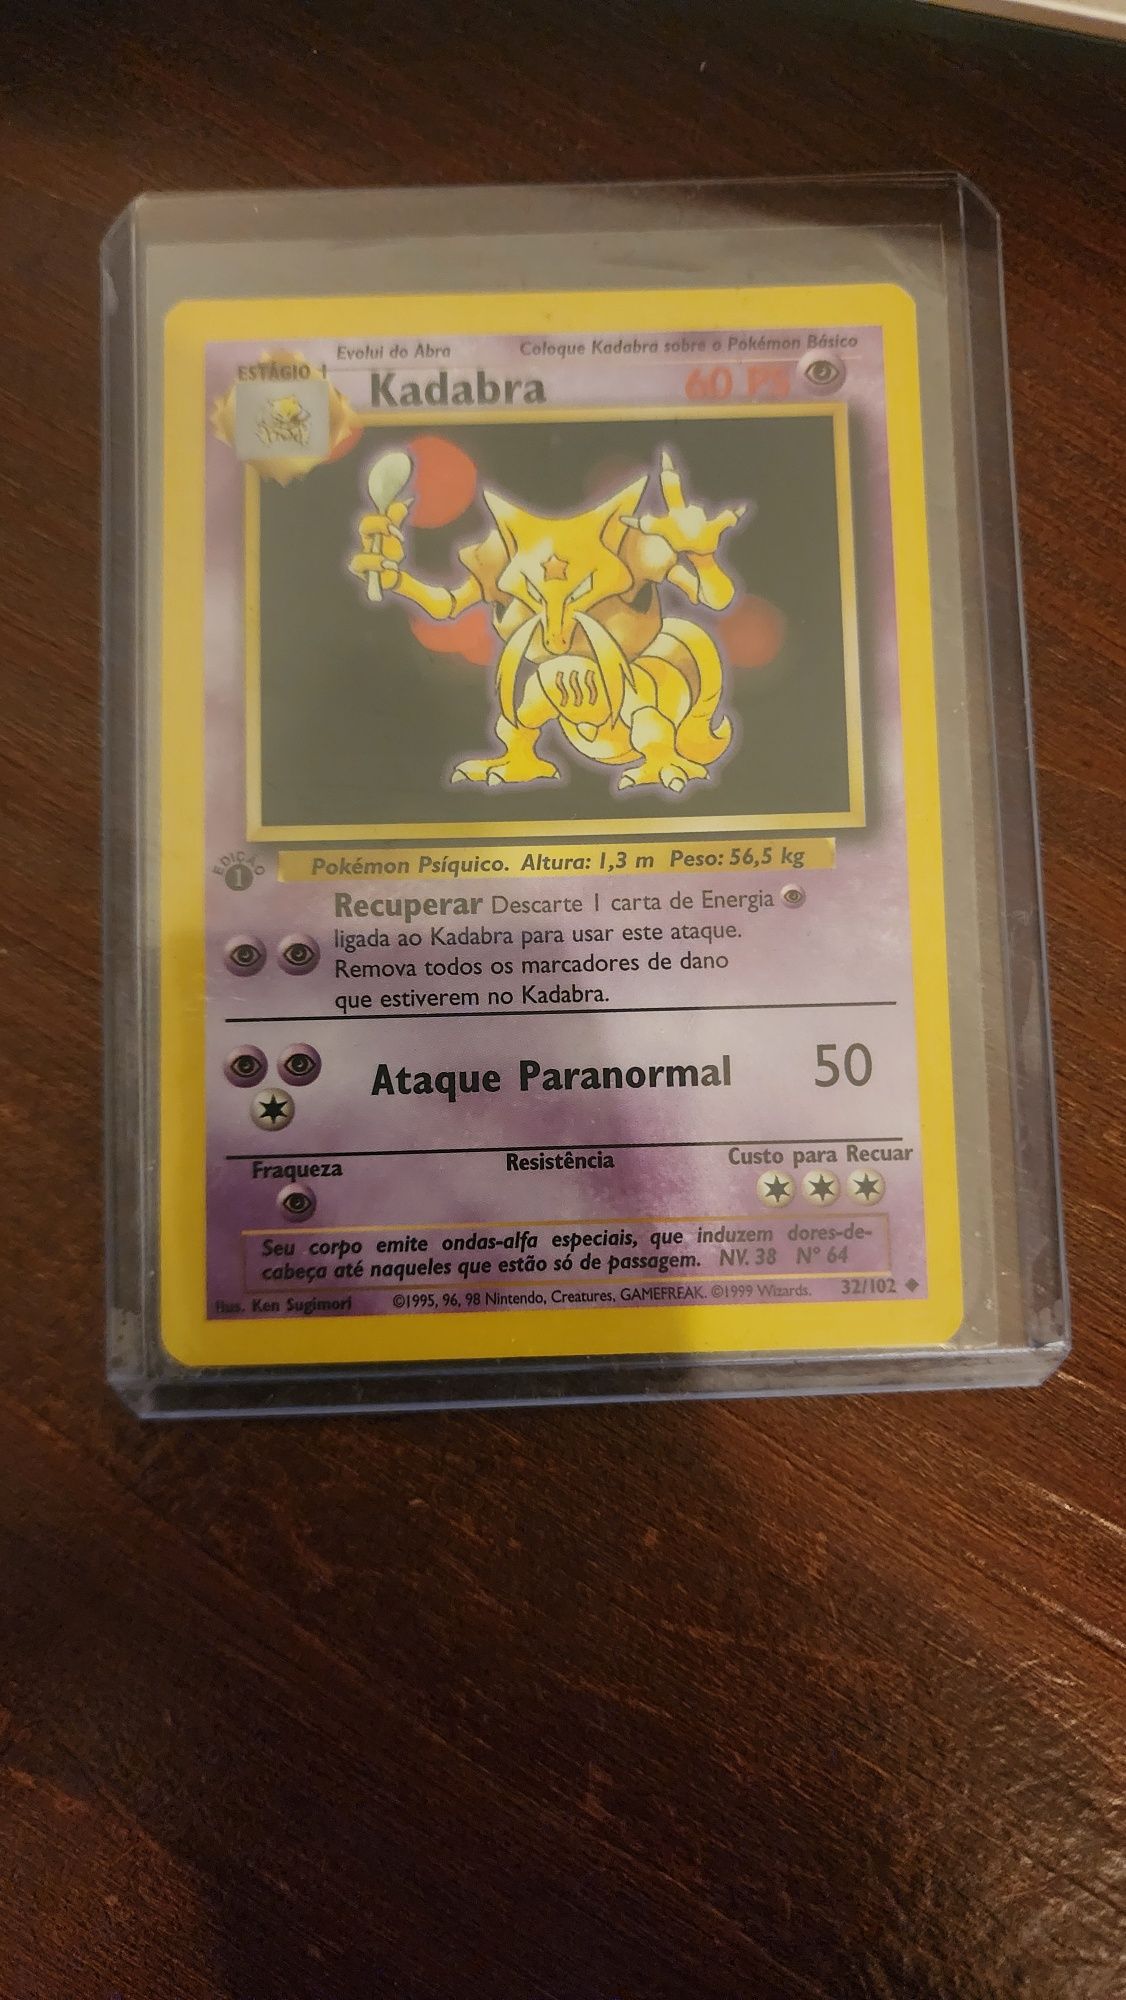 Evolui do Abra
Coloque Kadabra sobre o Pokémon Básico
ESTÁGIO 1
Kadabra
60 PS
EDIÇÃO
1
Pokémon Psíquico. Altura: 1,3 m Peso: 56,5 kg
Recuperar Descarte 1 carta de Energia
ligada ao Kadabra para usar este ataque.
Remova todos os marcadores de dano
que estiverem no Kadabra.
Ataque Paranormal 50
Fraqueza
Resistência
Custo para Recuar
Seu corpo emite ondas-alfa especiais, que induzem dores-de-
cabeça até naqueles que estão só de passagem. NV. 38 Nº 64
Ilus. Ken Sugimori
©1995, 96, 98 Nintendo, Creatures, GAMEFREAK. ©1999 Wizards.
32/102